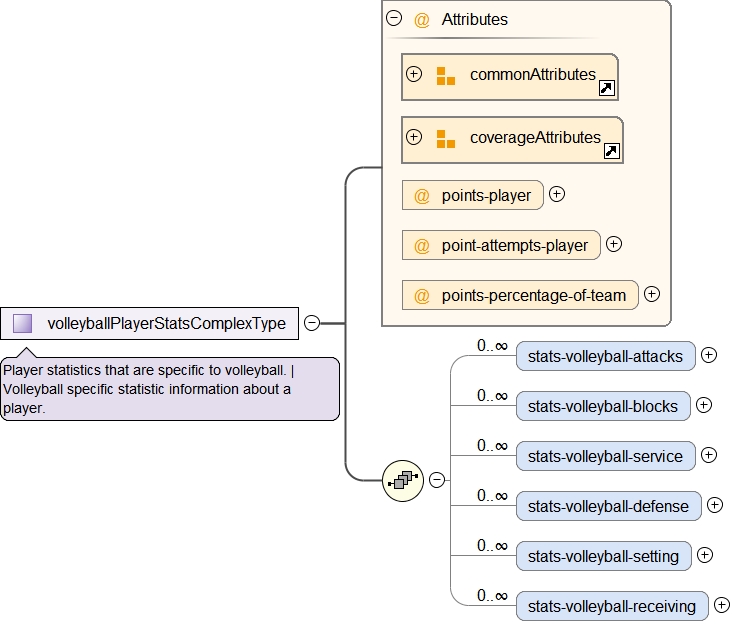 Attributes
commonAttributes
coverageAttributes
points-player
point-attempts-player
points-percentage-of-team
volleyballPlayerStatsComplexType
Player statistics that are specific to volleyball. |
Volleyball specific statistic information about a
player.
0..∞
stats-volleyball-attacks
0..∞
stats-volleyball-blocks
0..∞
stats-volleyball-service
0..∞
stats-volleyball-defense
0..∞
stats-volleyball-setting
0..∞
stats-volleyball-receiving